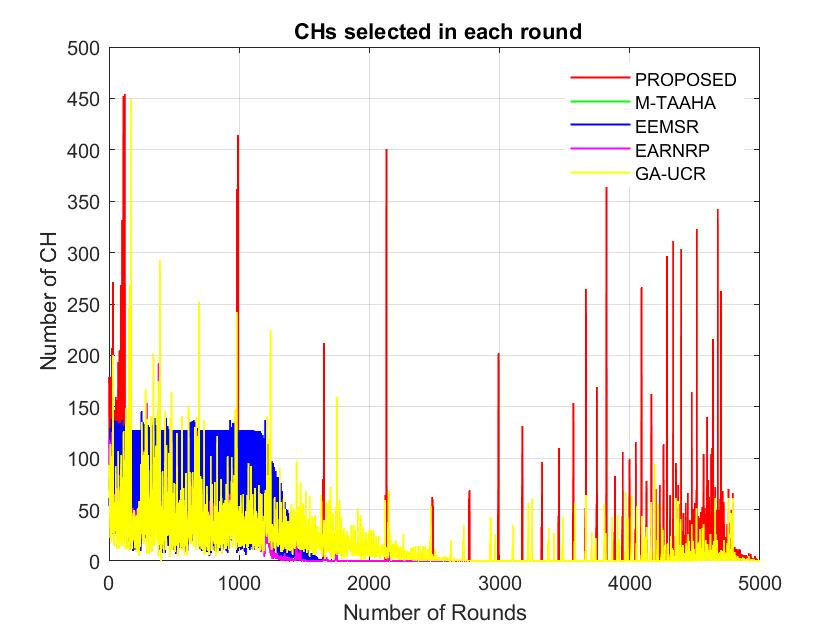 CHs selected in each round
500
450
400
350
300
250
200
150
100
50
0
Number of CH
PROPOSED
M-TAAHA
EEMSR
EARNRP
GA-UCR
0 1000 2000 3000 4000 5000
Number of Rounds